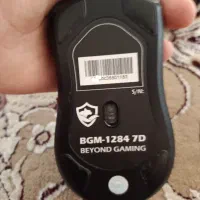 S/N:
BGM-1284 7D
BEYOND GAMING